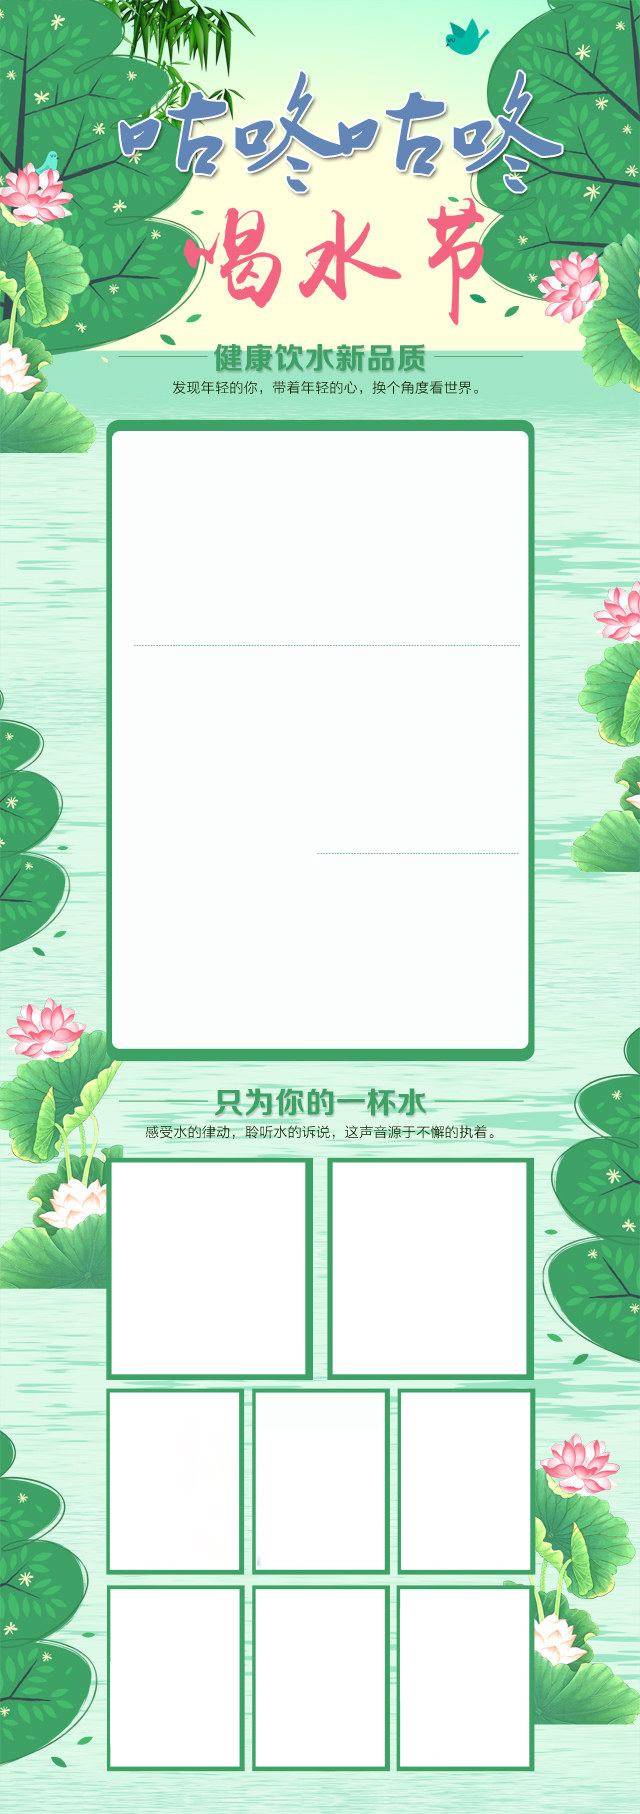 咕咚咕咚
喝水节
健康饮水新品质
发现年轻的你，带着年轻的心，换个角度看世界。
只为你的一杯水
感受水的律动，聆听水的诉说，这声音源于不懈的执着。